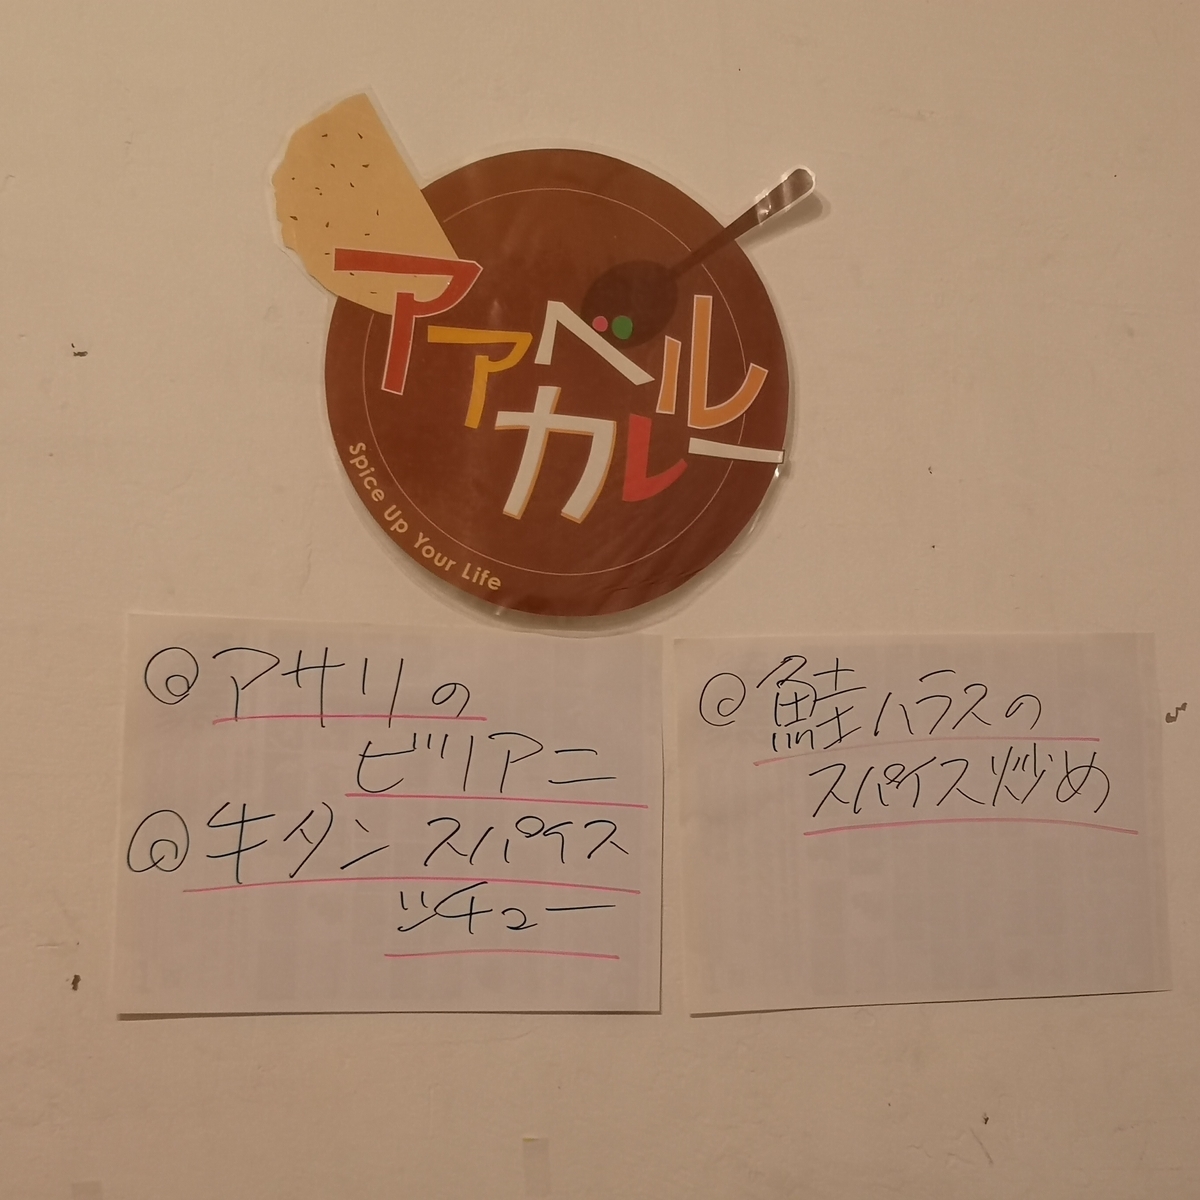 アアベル
カレー
Spice Up Your Life
◎アサリの
ビリアニ
◎牛タンスパイス
シチュー
◎鮭ハラスの
スパイス炒め